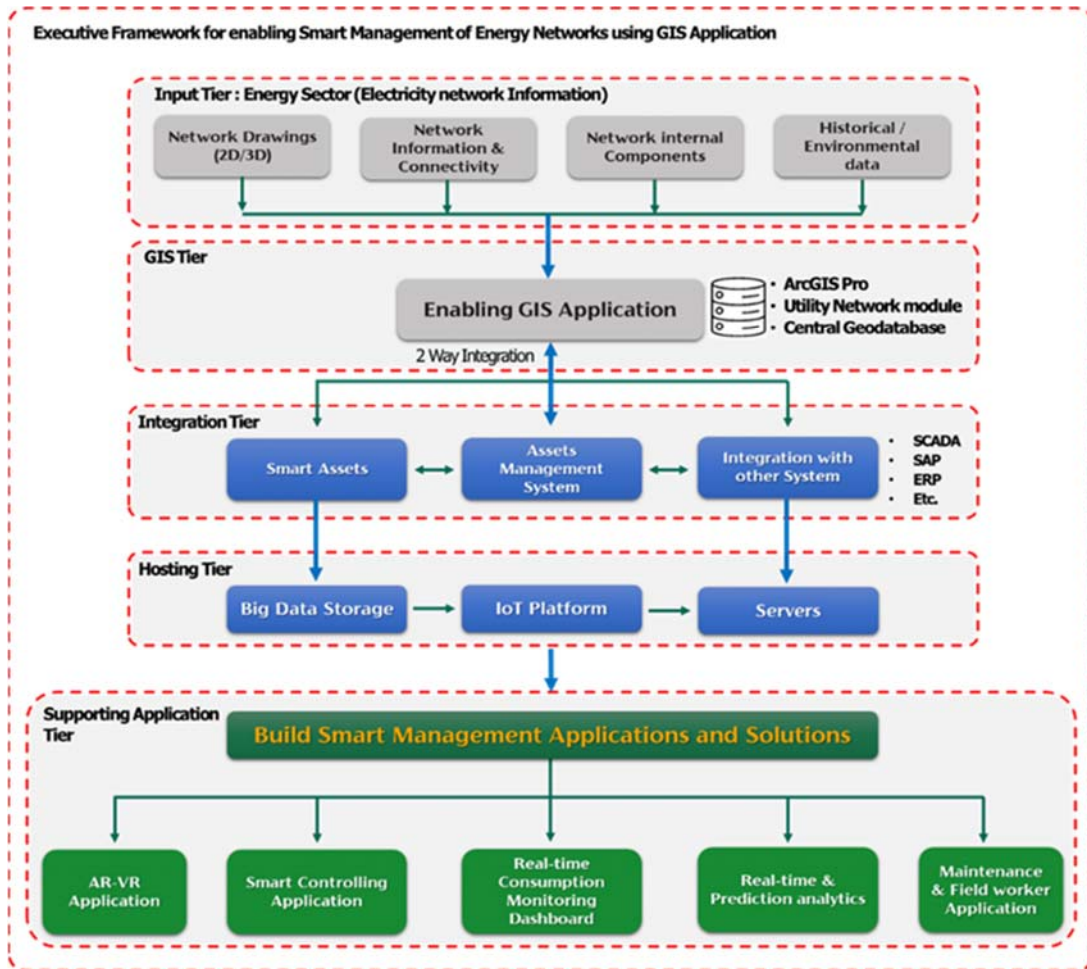 Executive Framework for enabling Smart Management of Energy Networks using GIS Application
Input Tier : Energy Sector (Electricity network Information)
Network Drawings
(2D/3D)
Network
Information &
Connectivity
Network internal
Components
Historical /
Environmental
data
GIS Tier
Enabling GIS Application
• ArcGIS Pro
• Utility Network module
• Central Geodatabase
2 Way Integration
Integration Tier
Smart Assets
Assets
Management
System
Integration with
other System
• SCADA
• SAP
• ERP
• Etc.
Hosting Tier
Big Data Storage
IoT Platform
Servers
Supporting Application
Tier
Build Smart Management Applications and Solutions
AR-VR
Application
Smart Controlling
Application
Real-time
Consumption
Monitoring
Dashboard
Real-time &
Prediction analytics
Maintenance
& Field worker
Application